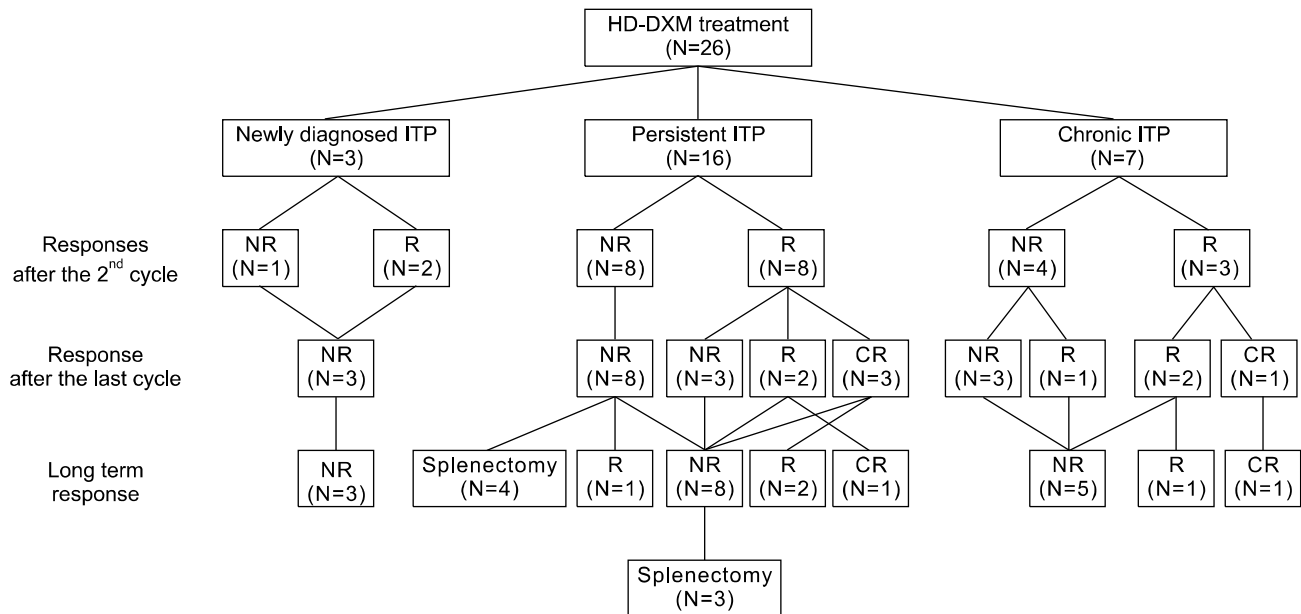 HD-DXM treatment
(N=26)
Newly diagnosed ITP
(N=3)
Persistent ITP
(N=16)
Chronic ITP
(N=7)
Responses
after the 2nd cycle
NR
(N=1)
R
(N=2)
NR
(N=8)
R
(N=8)
NR
(N=4)
R
(N=3)
Response
after the last cycle
NR
(N=3)
NR
(N=8)
NR
(N=3)
R
(N=2)
CR
(N=3)
NR
(N=3)
R
(N=1)
R
(N=2)
CR
(N=1)
Long term
response
NR
(N=3)
Splenectomy
(N=4)
R
(N=1)
NR
(N=8)
R
(N=2)
CR
(N=1)
NR
(N=5)
R
(N=1)
CR
(N=1)
Splenectomy
(N=3)